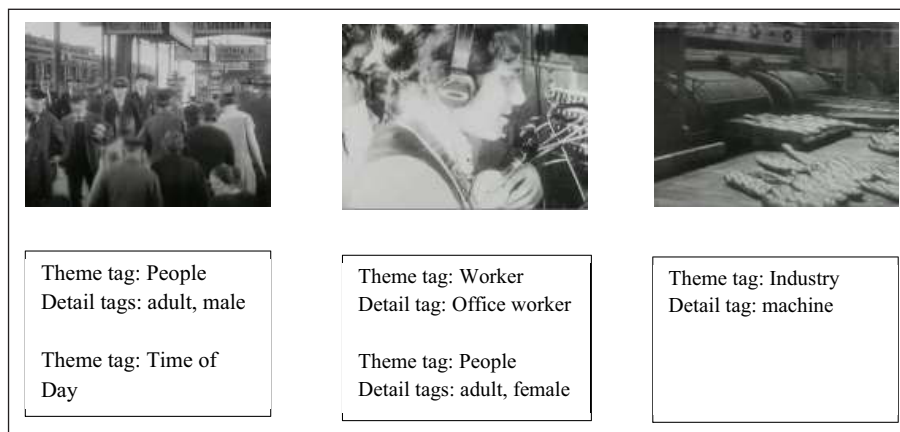 Theme tag: People
Detail tags: adult, male
Theme tag: Time of
Day
Theme tag: Worker
Detail tag: Office worker
Theme tag: People
Detail tags: adult, female
Theme tag: Industry
Detail tag: machine